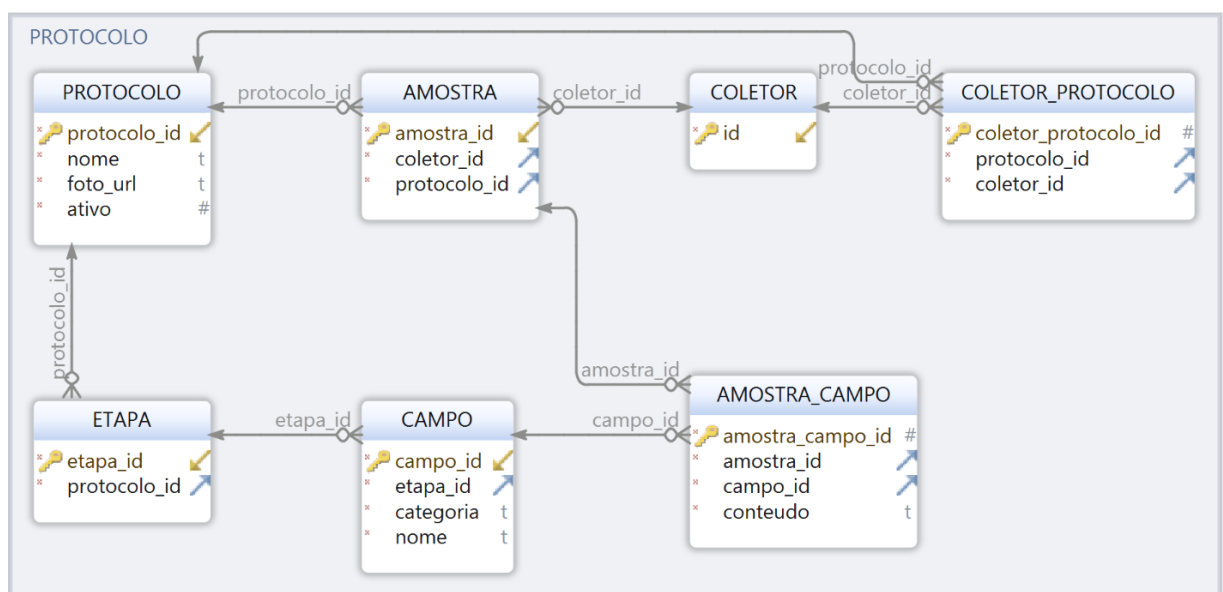 PROTOCOLO
PROTOCOLO
protocolo_id
nome t
foto_url t
ativo #
protocolo_id
AMOSTRA
amostra_id
coletor_id
protocolo_id
coletor_id
COLETOR
id
protocolo_id
coletor_id
COLETOR_PROTOCOLO
coletor_protocolo_id #
protocolo_id
coletor_id
protocolo_id
ETAPA
etapa_id
protocolo_id
etapa_id
CAMPO
campo_id
etapa_id
categoria t
nome t
amostra_id
campo_id
AMOSTRA_CAMPO
amostra_campo_id #
amostra_id
campo_id
conteudo t